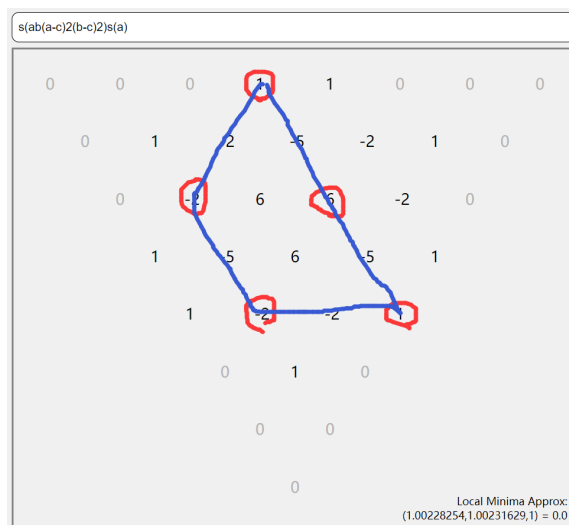 s(ab(a-c)2(b-c)2)s(a)
0 0 0 1 1 0 0 0
0 1 -2 -5 -2 1 0
0 -2 6 6 -2 0
1 -5 6 -5 1
1 -2 -2 1
0 1 0
0 0
0
Local Minima Approx:
(1.00228254,1.00231629,1) = 0.0